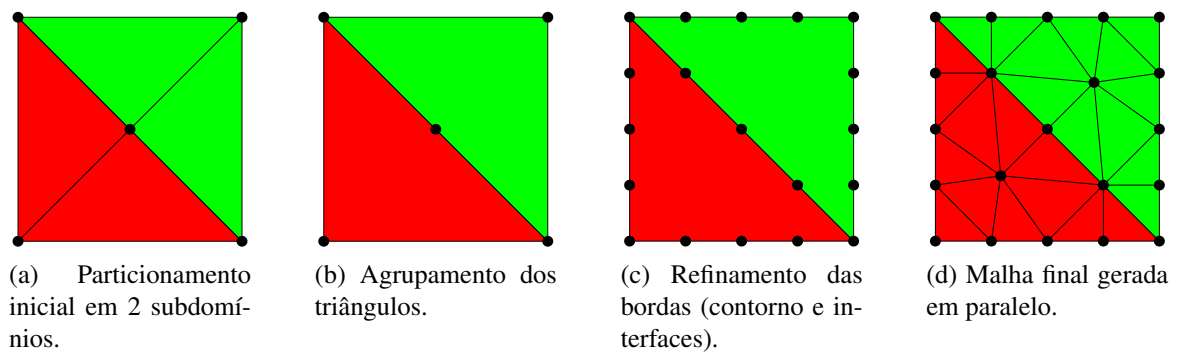 (a) Particionamento
inicial em 2 subdomí-
nios.
(b) Agrupamento dos
triângulos.
(c) Refinamento das
bordas (contorno e in-
terfaces).
(d) Malha final gerada
em paralelo.